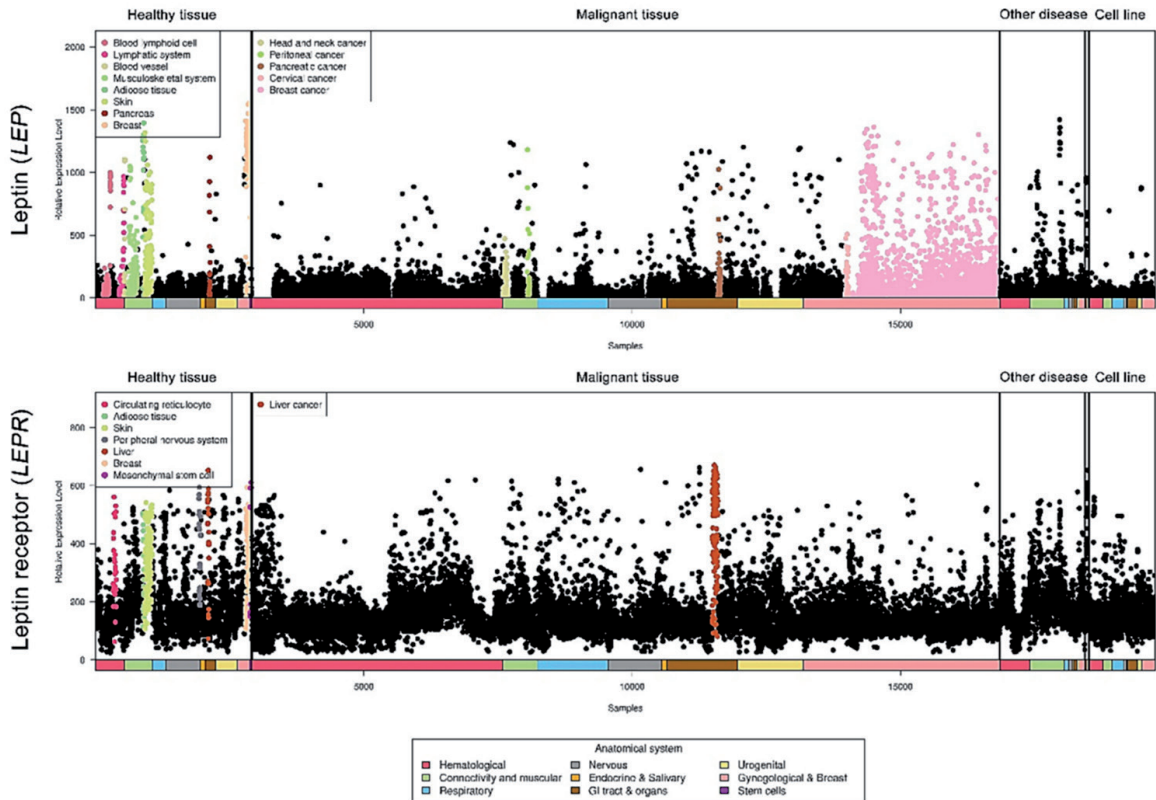 Healthy tissue
Malignant tissue
Other disease
Cell line
Leptin (LEP)
Relative Expression Level
2000
1500
1000
500
0
Blood lymphoid cell
Lymphatic system
Blood vessel
Musculoskeletal system
Adipose tissue
Skin
Pancreas
Breast
Head and neck cancer
Peritoneal cancer
Pancreatic cancer
Cervical cancer
Breast cancer
5000
10000
15000
Samples
Healthy tissue
Malignant tissue
Other disease
Cell line
Leptin receptor (LEPR)
Relative Expression Level
800
600
400
200
0
Circulating reticulocyte
Adipose tissue
Skin
Peripheral nervous system
Liver
Breast
Mesenchymal stem cell
Liver cancer
5000
10000
15000
Samples
Anatomical system
Hematological
Connectivity and muscular
Respiratory
Nervous
Endocrine & Salivary
GI tract & organs
Urogenital
Gynegological & Breast
Stem cells